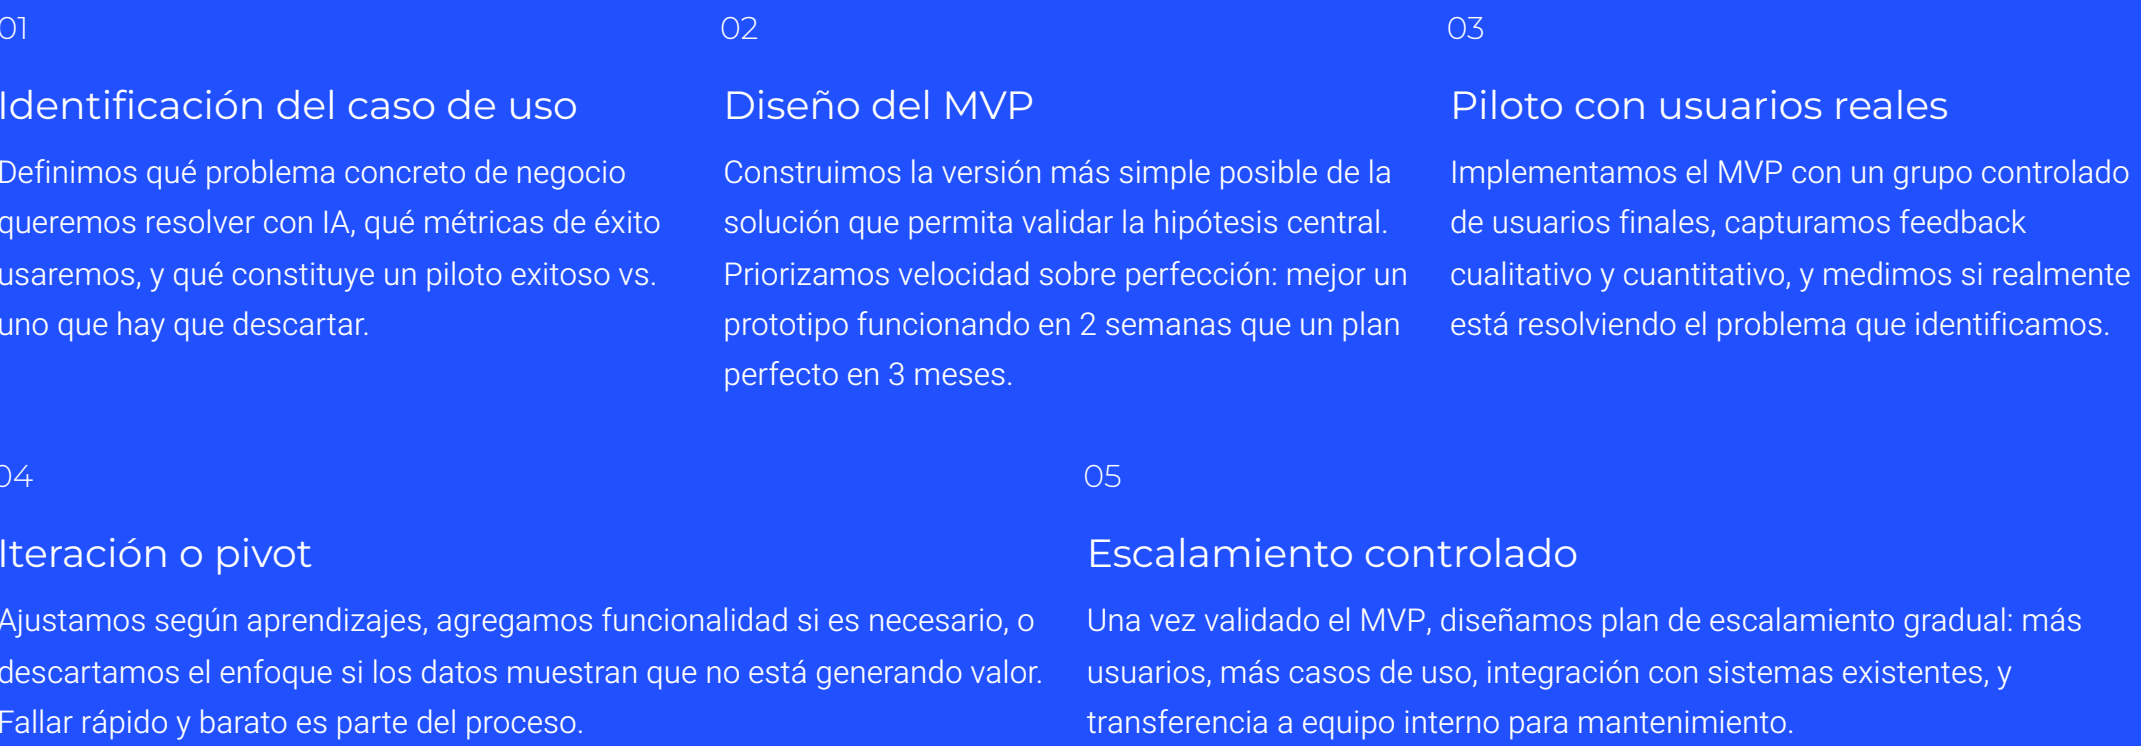 01
Identificación del caso de uso
Definimos qué problema concreto de negocio
queremos resolver con IA, qué métricas de éxito
usaremos, y qué constituye un piloto exitoso vs.
uno que hay que descartar.
02
Diseño del MVP
Construimos la versión más simple posible de la
solución que permita validar la hipótesis central.
Priorizamos velocidad sobre perfección: mejor un
prototipo funcionando en 2 semanas que un plan
perfecto en 3 meses.
03
Piloto con usuarios reales
Implementamos el MVP con un grupo controlado
de usuarios finales, capturamos feedback
cualitativo y cuantitativo, y medimos si realmente
está resolviendo el problema que identificamos.
04
Iteración o pivot
Ajustamos según aprendizajes, agregamos funcionalidad si es necesario, o
descartamos el enfoque si los datos muestran que no está generando valor.
Fallar rápido y barato es parte del proceso.
05
Escalamiento controlado
Una vez validado el MVP, diseñamos plan de escalamiento gradual: más
usuarios, más casos de uso, integración con sistemas existentes, y
transferencia a equipo interno para mantenimiento.